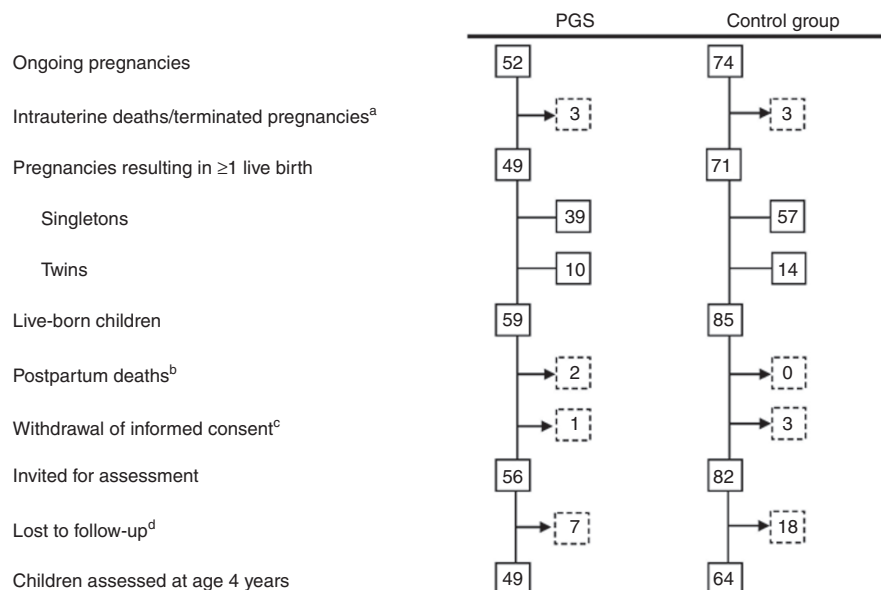 PGS Control group
Ongoing pregnancies 52 74
Intrauterine deaths/terminated pregnancies^a 3 3
Pregnancies resulting in ≥1 live birth 49 71
Singletons 39 57
Twins 10 14
Live-born children 59 85
Postpartum deaths^b 2 0
Withdrawal of informed consent^c 1 3
Invited for assessment 56 82
Lost to follow-up^d 7 18
Children assessed at age 4 years 49 64